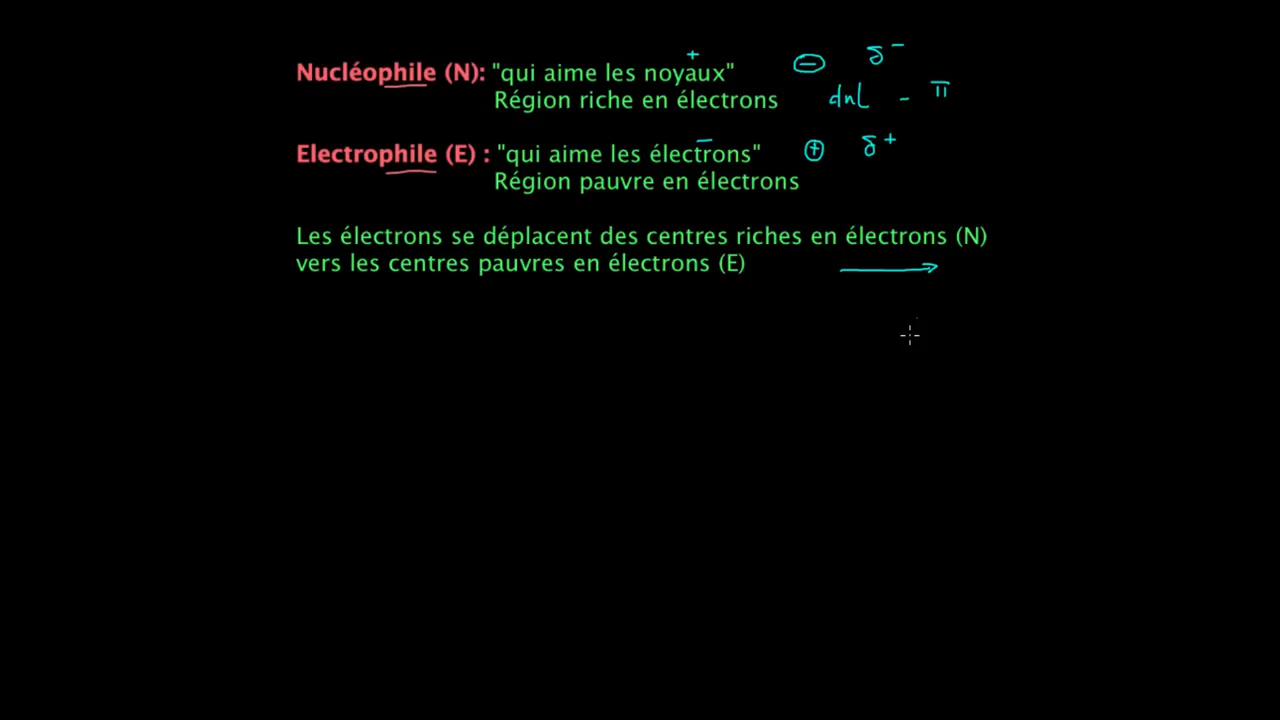 Nucléophile (N): "qui aime les noyaux" + ⊖ δ⁻
Région riche en électrons dnl - π
Electrophile (E) : "qui aime les électrons" − ⊕ δ⁺
Région pauvre en électrons
Les électrons se déplacent des centres riches en électrons (N)
vers les centres pauvres en électrons (E) →